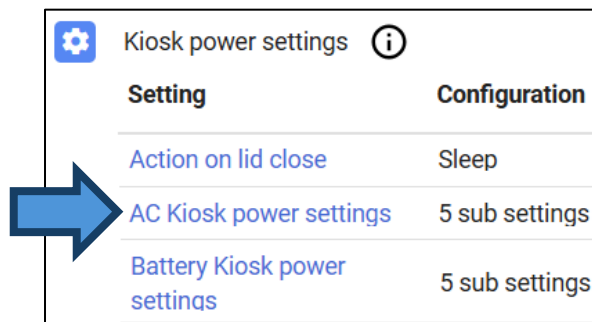 Kiosk power settings
Setting Configuration
Action on lid close Sleep
AC Kiosk power settings 5 sub settings
Battery Kiosk power
settings 5 sub settings